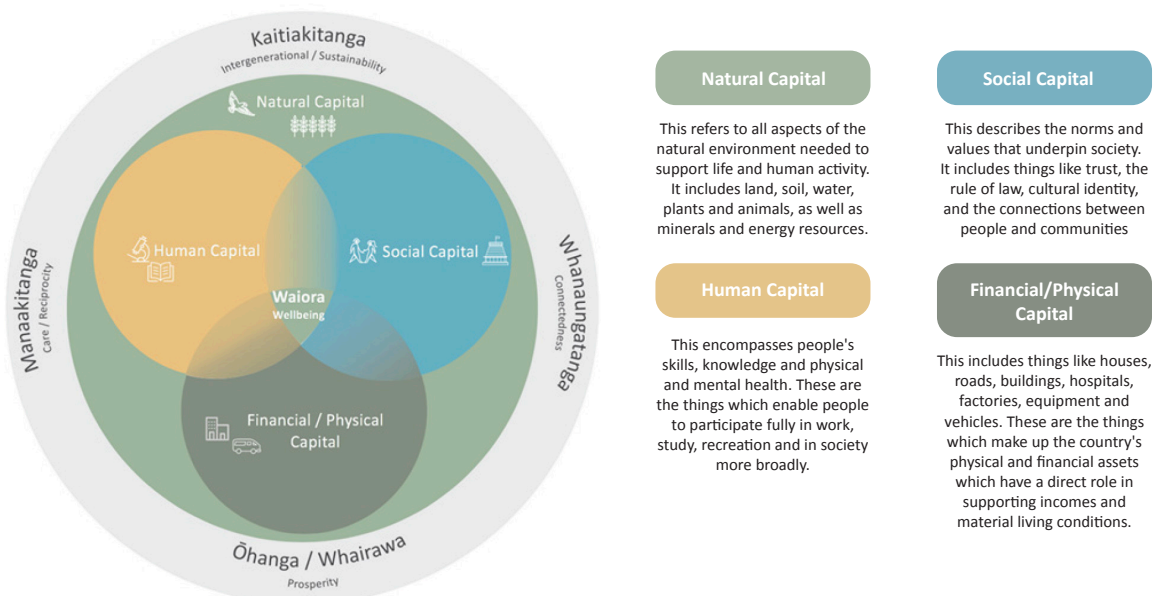 Kaitiakitanga
Intergenerational / Sustainability
Natural Capital
Human Capital
Social Capital
Waiora
Wellbeing
Financial / Physical
Capital
Manaakitanga
Care / Reciprocity
Whanaungatanga
Connectedness
Ōhanga / Whairawa
Prosperity
Natural Capital
This refers to all aspects of the
natural environment needed to
support life and human activity.
It includes land, soil, water,
plants and animals, as well as
minerals and energy resources.
Social Capital
This describes the norms and
values that underpin society.
It includes things like trust, the
rule of law, cultural identity,
and the connections between
people and communities
Human Capital
This encompasses people's
skills, knowledge and physical
and mental health. These are
the things which enable people
to participate fully in work,
study, recreation and in society
more broadly.
Financial/Physical
Capital
This includes things like houses,
roads, buildings, hospitals,
factories, equipment and
vehicles. These are the things
which make up the country's
physical and financial assets
which have a direct role in
supporting incomes and
material living conditions.